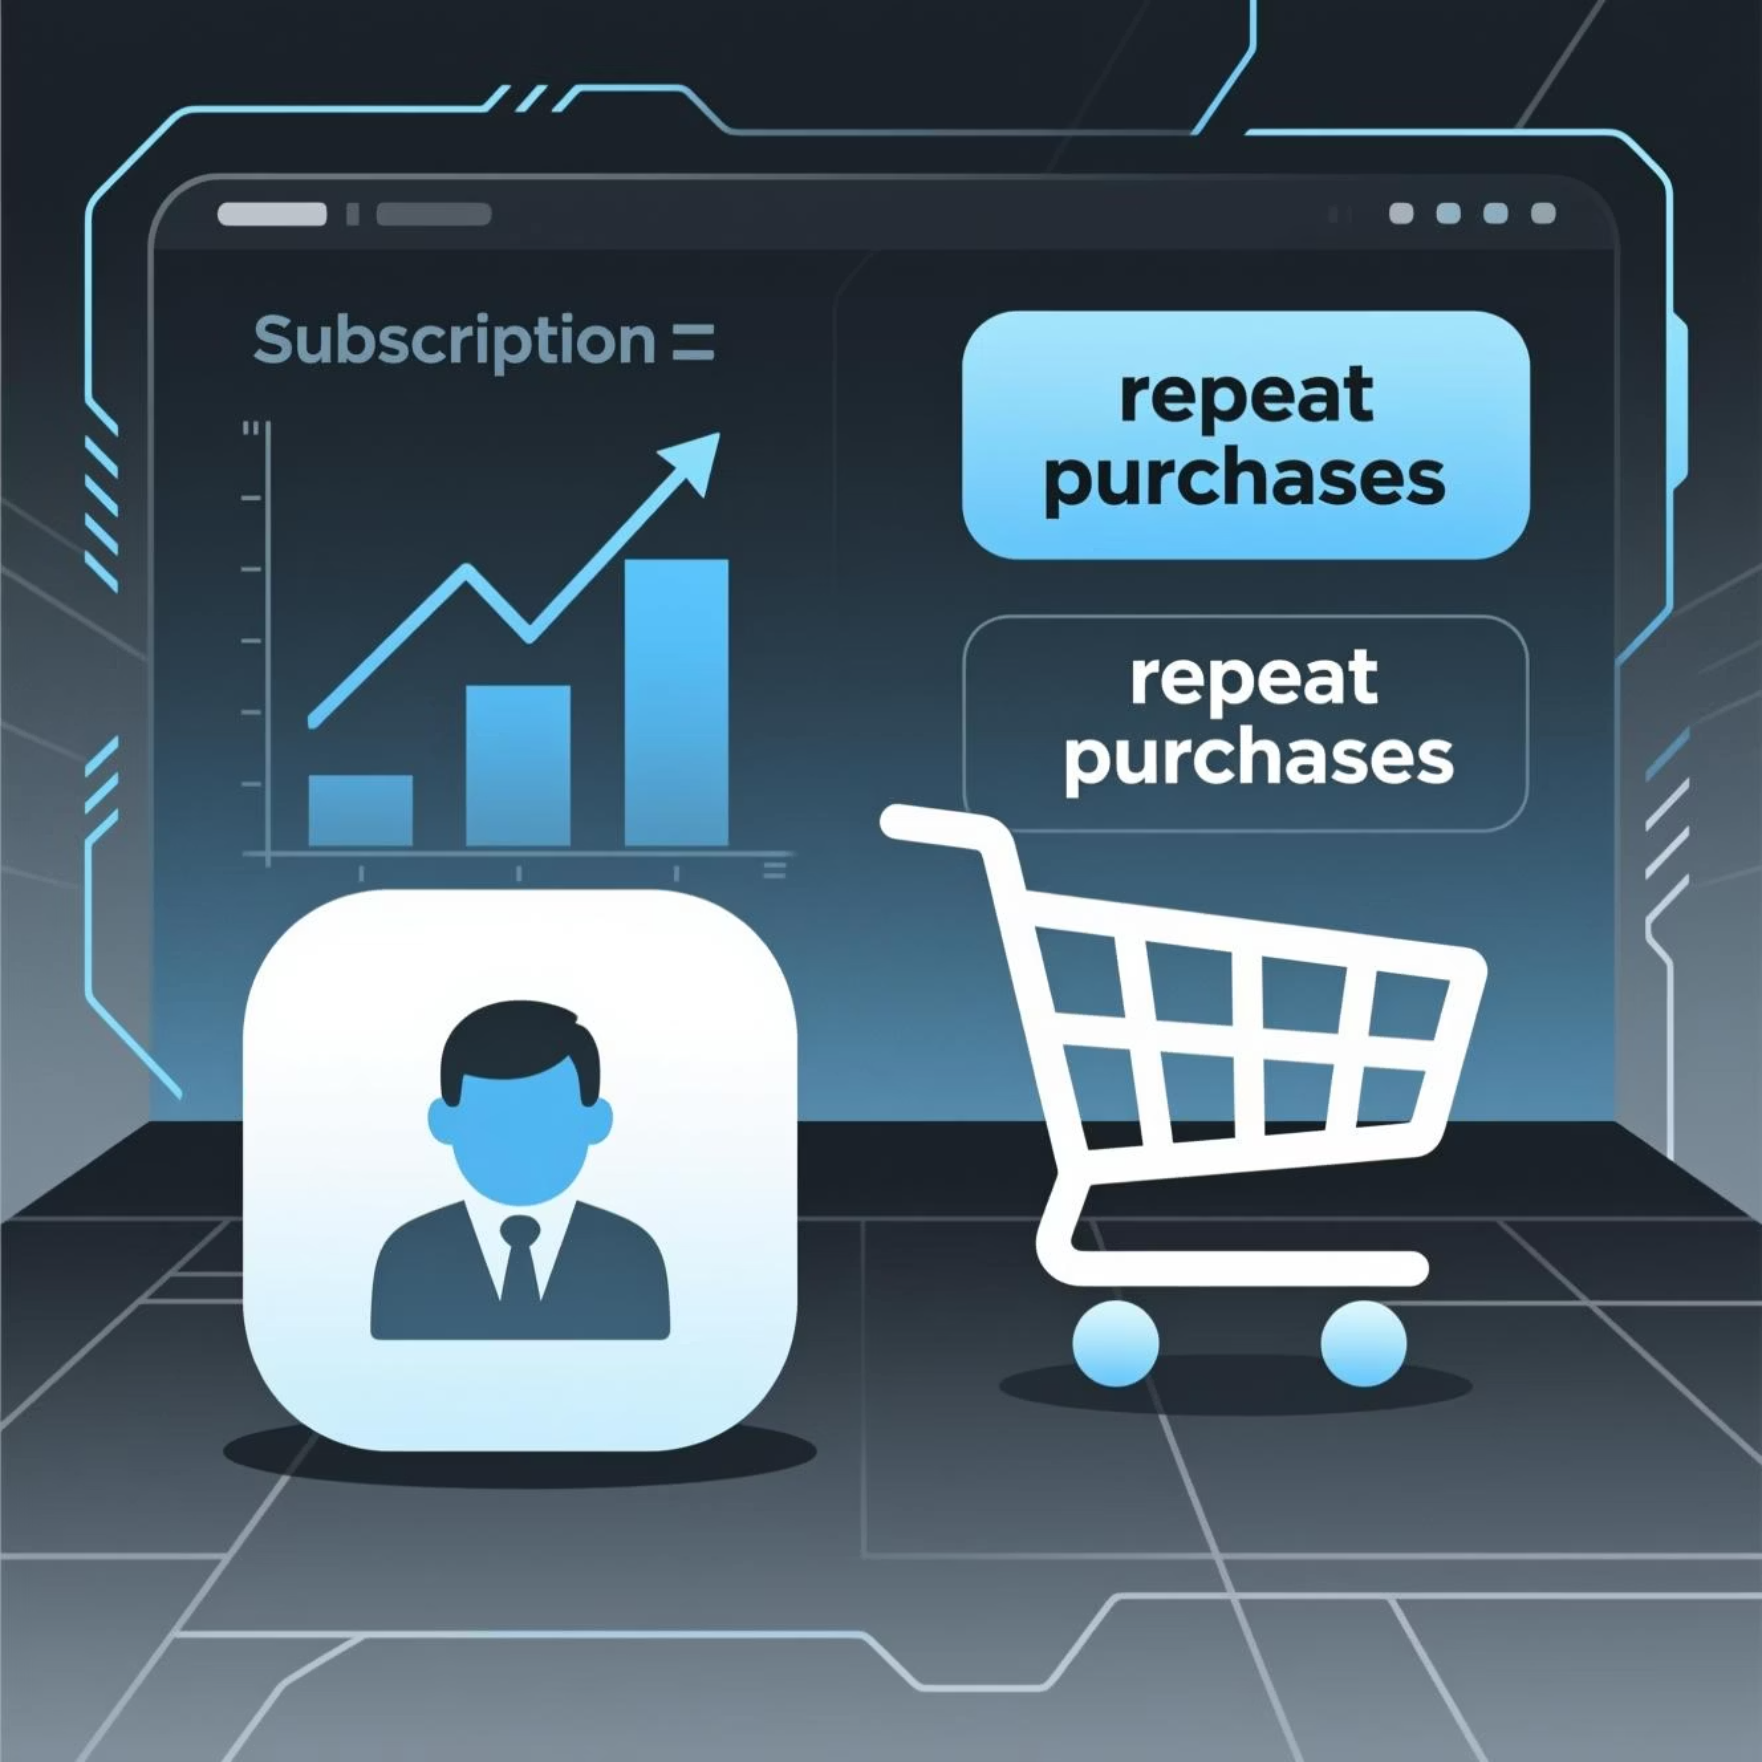 Subscription =
repeat
purchases
repeat
purchases